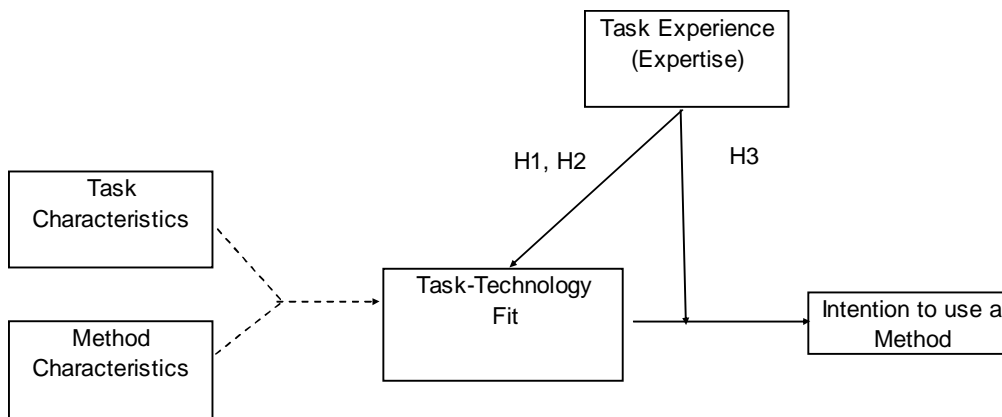 Task Experience
(Expertise)
H1, H2
H3
Task
Characteristics
Task-Technology
Fit
Method
Characteristics
Intention to use a
Method